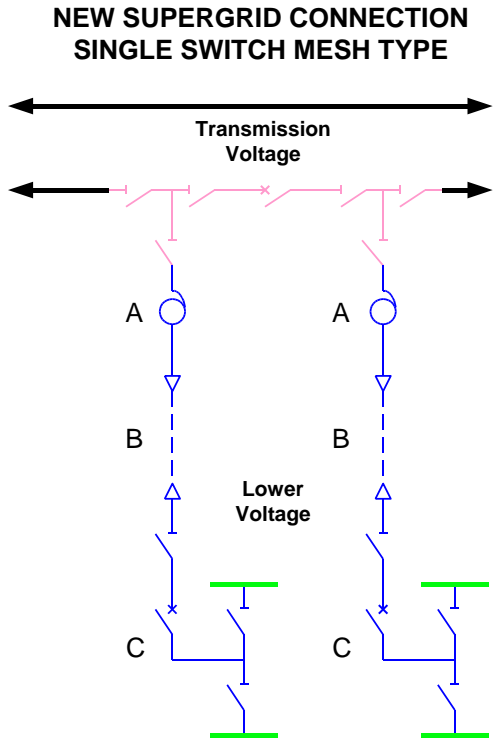 NEW SUPERGRID CONNECTION
SINGLE SWITCH MESH TYPE
Transmission
Voltage
A
A
B
B
Lower
Voltage
C
C